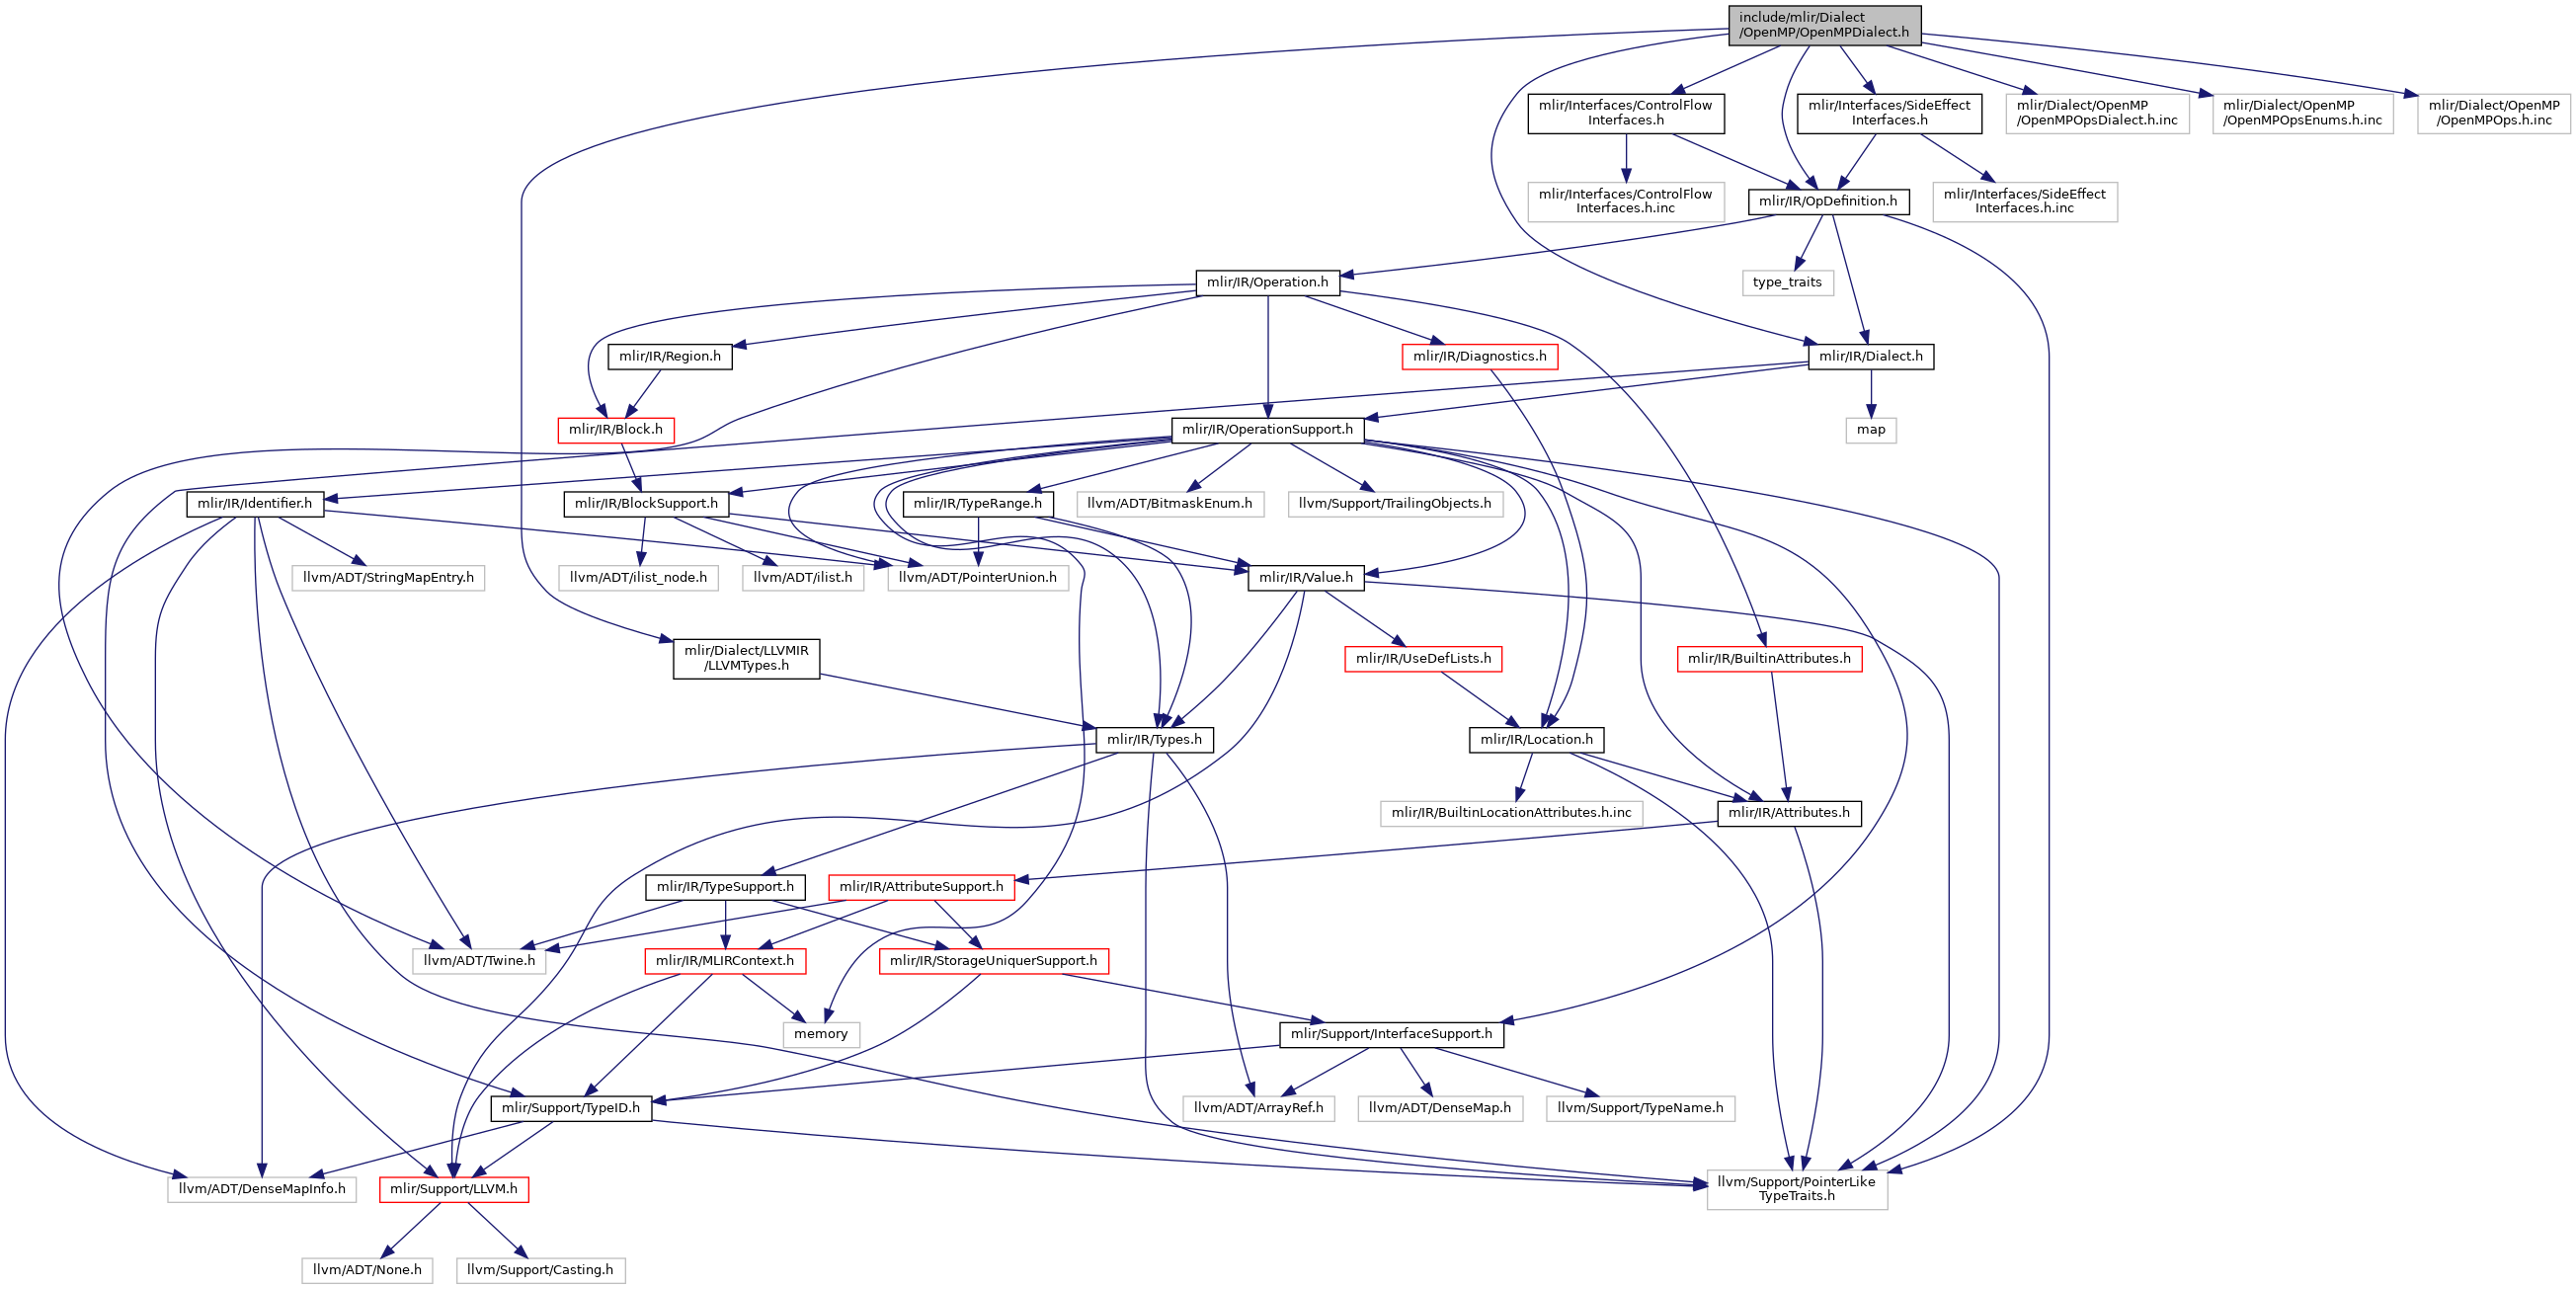 include/mlir/Dialect
/OpenMP/OpenMPDialect.h
mlir/Interfaces/ControlFlow
Interfaces.h
mlir/Interfaces/SideEffect
Interfaces.h
mlir/Dialect/OpenMP
/OpenMPOpsDialect.h.inc
mlir/Dialect/OpenMP
/OpenMPOpsEnums.h.inc
mlir/Dialect/OpenMP
/OpenMPOps.h.inc
mlir/Interfaces/ControlFlow
Interfaces.h.inc
mlir/IR/OpDefinition.h
mlir/Interfaces/SideEffect
Interfaces.h.inc
mlir/IR/Operation.h
type_traits
mlir/IR/Region.h
mlir/IR/Diagnostics.h
mlir/IR/Dialect.h
mlir/IR/Block.h
mlir/IR/OperationSupport.h
map
mlir/IR/Identifier.h
mlir/IR/BlockSupport.h
mlir/IR/TypeRange.h
llvm/ADT/BitmaskEnum.h
llvm/Support/TrailingObjects.h
llvm/ADT/StringMapEntry.h
llvm/ADT/ilist_node.h
llvm/ADT/ilist.h
llvm/ADT/PointerUnion.h
mlir/IR/Value.h
mlir/Dialect/LLVMIR
/LLVMTypes.h
mlir/IR/UseDefLists.h
mlir/IR/BuiltinAttributes.h
mlir/IR/Types.h
mlir/IR/Location.h
mlir/IR/BuiltinLocationAttributes.h.inc
mlir/IR/Attributes.h
mlir/IR/TypeSupport.h
mlir/IR/AttributeSupport.h
llvm/ADT/Twine.h
mlir/IR/MLIRContext.h
mlir/IR/StorageUniquerSupport.h
memory
mlir/Support/InterfaceSupport.h
mlir/Support/TypeID.h
llvm/ADT/ArrayRef.h
llvm/ADT/DenseMap.h
llvm/Support/TypeName.h
llvm/ADT/DenseMapInfo.h
mlir/Support/LLVM.h
llvm/Support/PointerLike
TypeTraits.h
llvm/ADT/None.h
llvm/Support/Casting.h